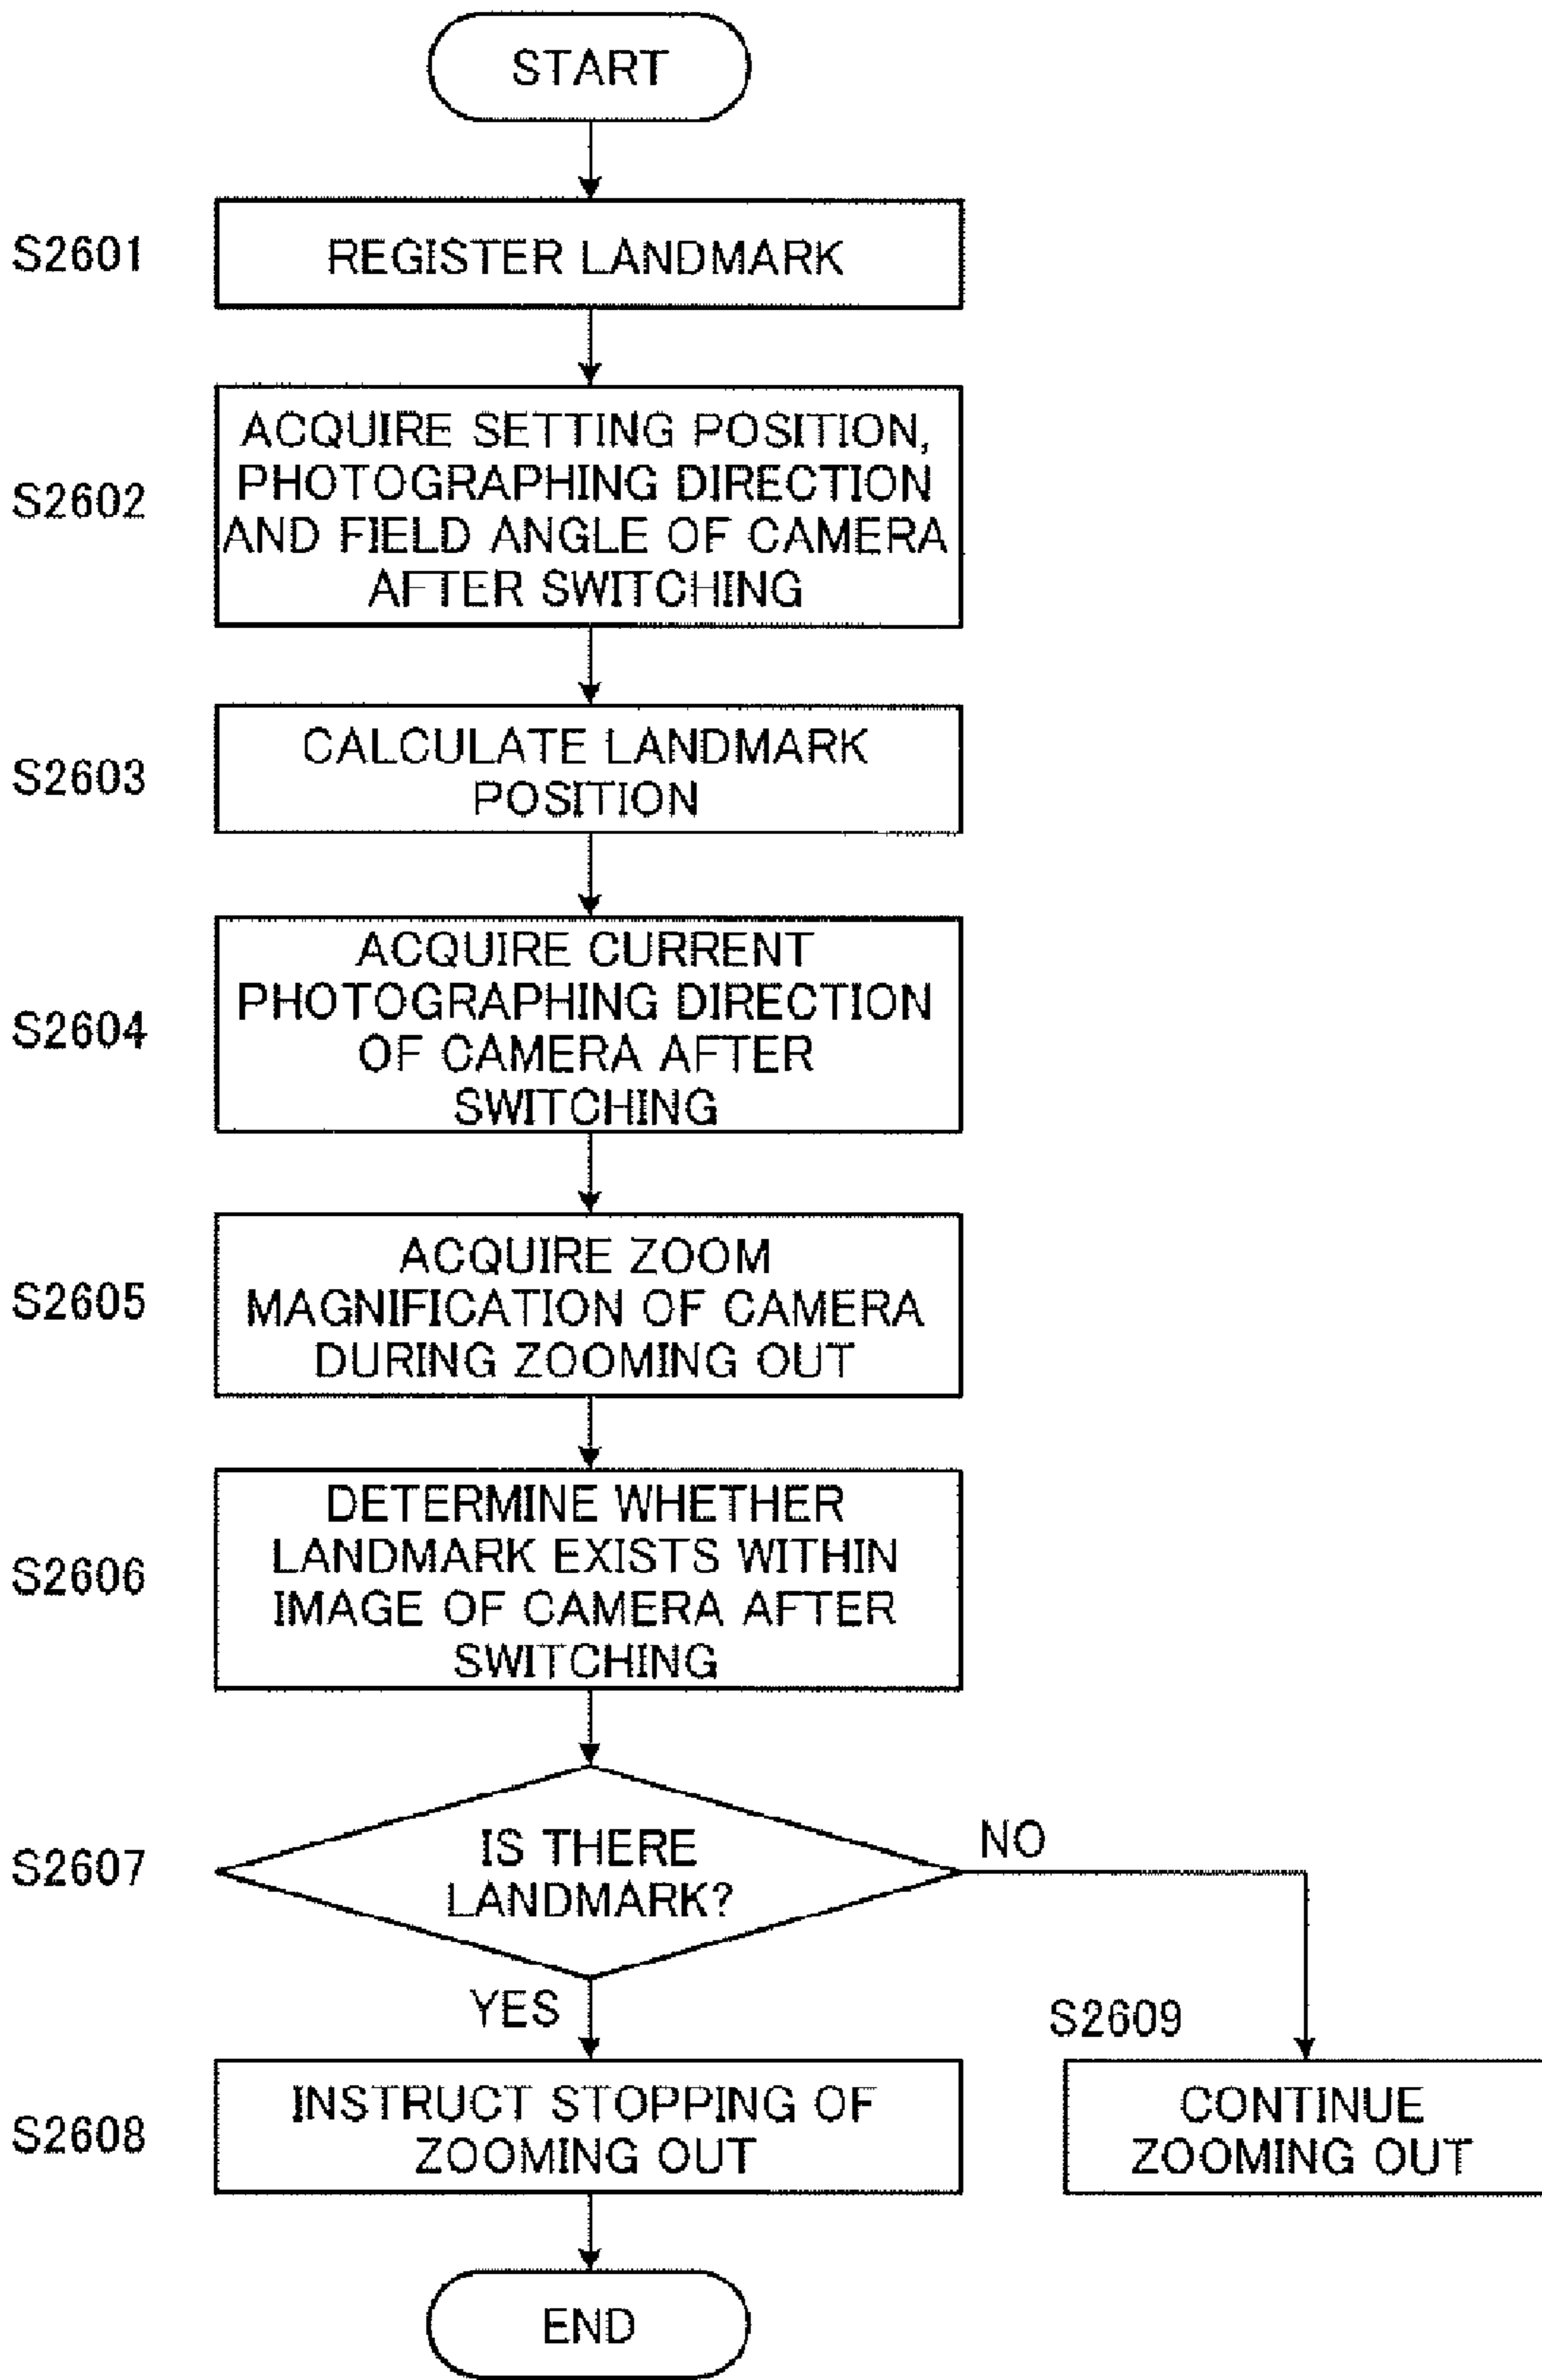 START
S2601
REGISTER LANDMARK
S2602
ACQUIRE SETTING POSITION,
PHOTOGRAPHING DIRECTION
AND FIELD ANGLE OF CAMERA
AFTER SWITCHING
S2603
CALCULATE LANDMARK
POSITION
S2604
ACQUIRE CURRENT
PHOTOGRAPHING DIRECTION
OF CAMERA AFTER
SWITCHING
S2605
ACQUIRE ZOOM
MAGNIFICATION OF CAMERA
DURING ZOOMING OUT
S2606
DETERMINE WHETHER
LANDMARK EXISTS WITHIN
IMAGE OF CAMERA AFTER
SWITCHING
S2607
IS THERE
LANDMARK?
NO
YES
S2608
INSTRUCT STOPPING OF
ZOOMING OUT
S2609
CONTINUE
ZOOMING OUT
END